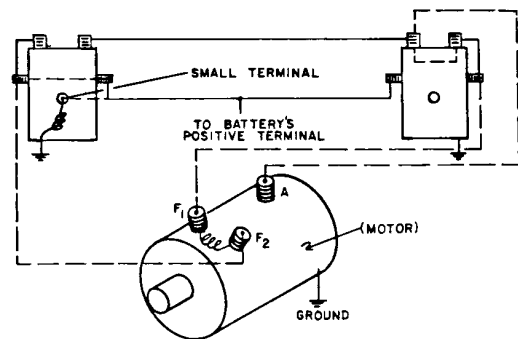 SMALL TERMINAL
TO BATTERY'S
POSITIVE TERMINAL
A
F1
F2
(MOTOR)
GROUND